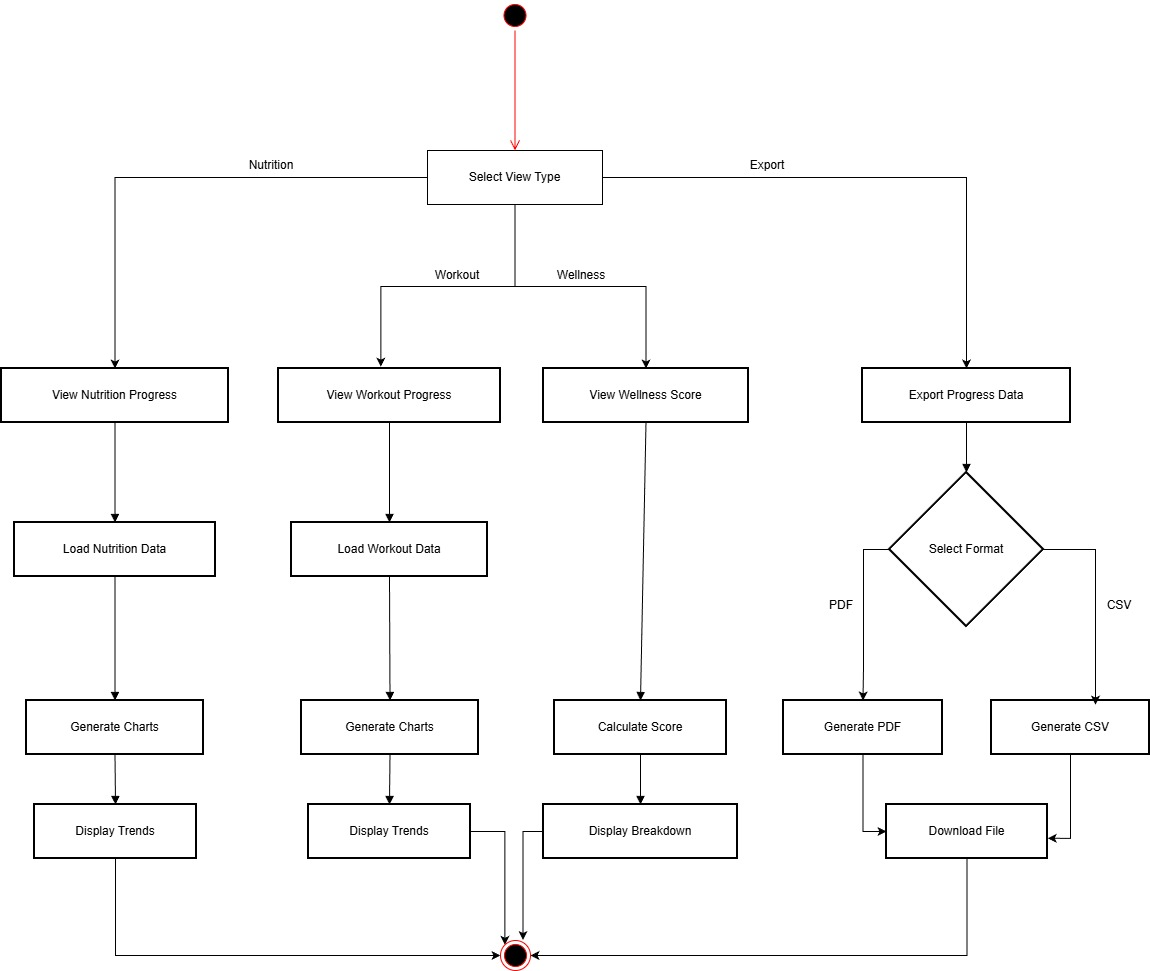 Nutrition
Export
Select View Type
Workout
Wellness
View Nutrition Progress
View Workout Progress
View Wellness Score
Export Progress Data
Load Nutrition Data
Load Workout Data
Select Format
PDF
CSV
Generate Charts
Generate Charts
Calculate Score
Generate PDF
Generate CSV
Display Trends
Display Trends
Display Breakdown
Download File